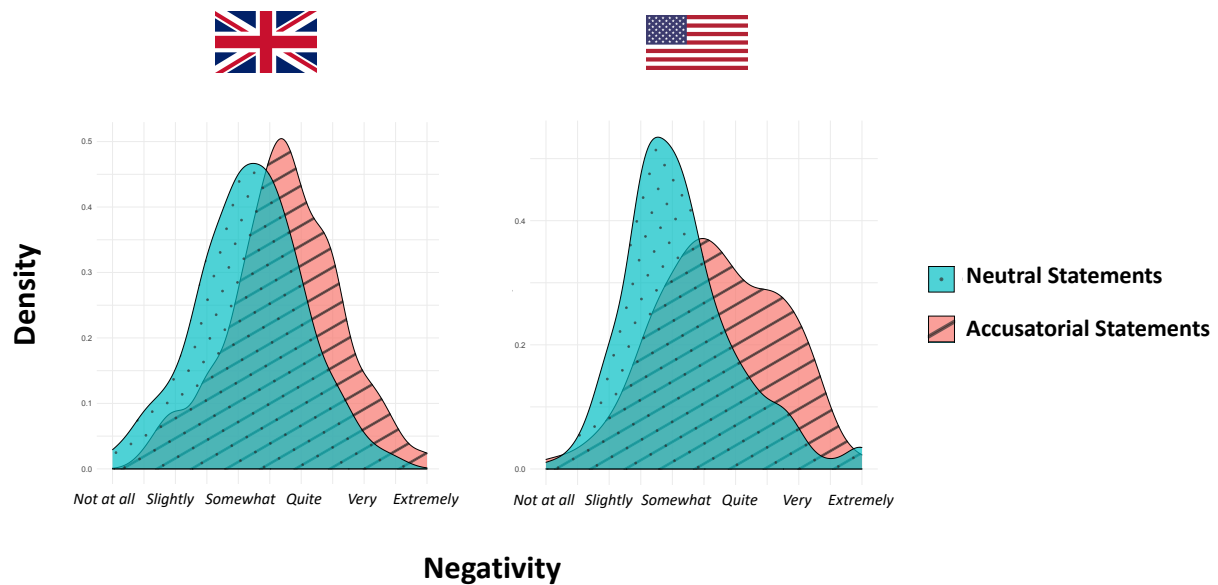 0.5
0.4
0.3
0.2
0.1
0.0
0.4
0.2
0.0
Density
Neutral Statements
Accusatorial Statements
Not at all Slightly Somewhat Quite Very Extremely
Not at all Slightly Somewhat Quite Very Extremely
Negativity